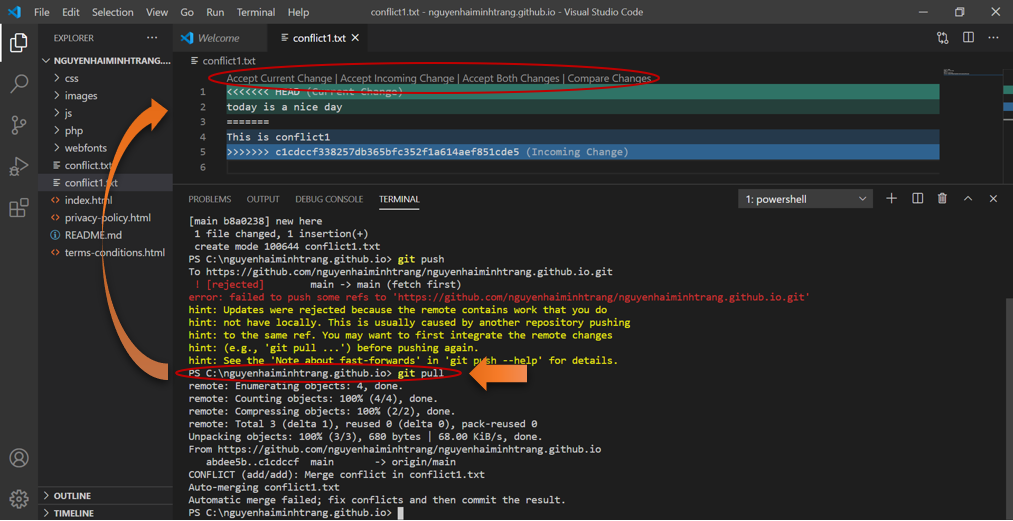 File Edit Selection View Go Run Terminal Help
conflict1.txt - nguyenhaiminhtrang.github.io - Visual Studio Code
EXPLORER ...
Welcome
conflict1.txt
NGUYENHAIMINHTRANG....
css
images
js
php
webfonts
conflict.txt
conflict1.txt
index.html
privacy-policy.html
README.md
terms-conditions.html
OUTLINE
TIMELINE
conflict1.txt
Accept Current Change | Accept Incoming Change | Accept Both Changes | Compare Changes
1 <<<<<<< HEAD (Current Change)
2 today is a nice day
3 =======
4 This is conflict1
5 >>>>>>> c1cdccf338257db365bfc352f1a614aef851cde5 (Incoming Change)
6
PROBLEMS OUTPUT DEBUG CONSOLE TERMINAL
1: powershell
[main b8a0238] new here
1 file changed, 1 insertion(+)
create mode 100644 conflict1.txt
PS C:\nguyenhaiminhtrang.github.io> git push
To https://github.com/nguyenhaiminhtrang/nguyenhaiminhtrang.github.io.git
! [rejected] main -> main (fetch first)
error: failed to push some refs to 'https://github.com/nguyenhaiminhtrang/nguyenhaiminhtrang.github.io.git'
hint: Updates were rejected because the remote contains work that you do
hint: not have locally. This is usually caused by another repository pushing
hint: to the same ref. You may want to first integrate the remote changes
hint: (e.g., 'git pull ...') before pushing again.
hint: See the 'Note about fast-forwards' in 'git push --help' for details.
PS C:\nguyenhaiminhtrang.github.io> git pull
remote: Enumerating objects: 4, done.
remote: Counting objects: 100% (4/4), done.
remote: Compressing objects: 100% (2/2), done.
remote: Total 3 (delta 1), reused 0 (delta 0), pack-reused 0
Unpacking objects: 100% (3/3), 680 bytes | 68.00 KiB/s, done.
From https://github.com/nguyenhaiminhtrang/nguyenhaiminhtrang.github.io
abdee5b..c1cdccf main -> origin/main
CONFLICT (add/add): Merge conflict in conflict1.txt
Auto-merging conflict1.txt
Automatic merge failed; fix conflicts and then commit the result.
PS C:\nguyenhaiminhtrang.github.io>